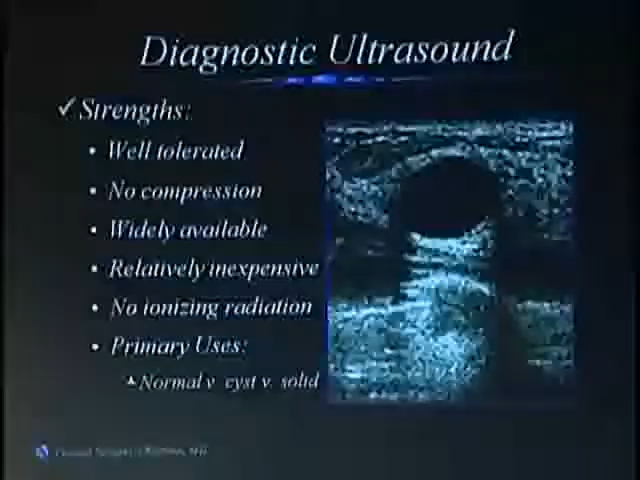 Diagnostic Ultrasound
✓ Strengths:
• Well tolerated
• No compression
• Widely available
• Relatively inexpensive
• No ionizing radiation
• Primary Uses:
Normal v. cyst v. solid